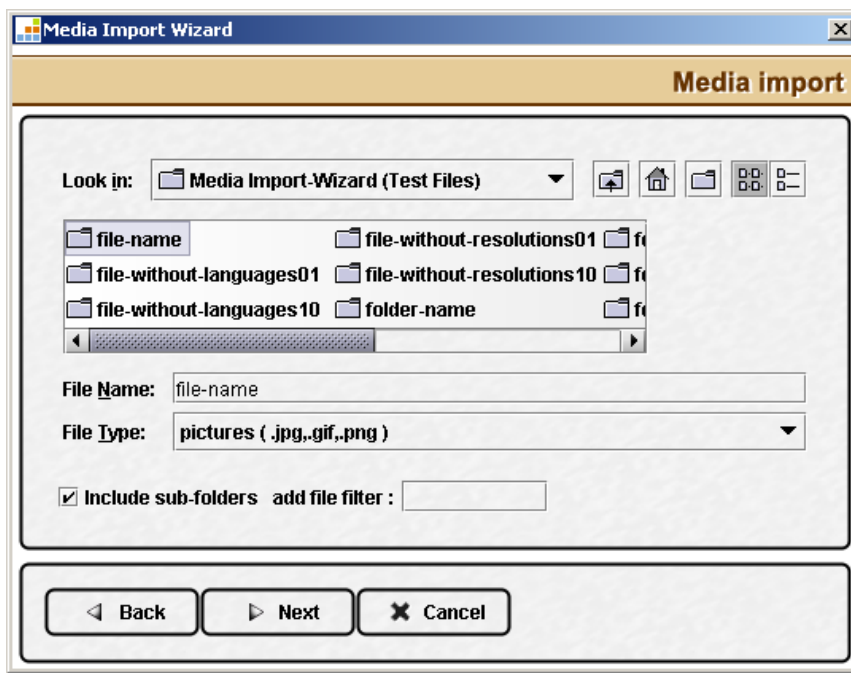 Media Import Wizard
Media import
Look in: Media Import-Wizard (Test Files)
file-name file-without-resolutions01
file-without-languages01 file-without-resolutions10
file-without-languages10 folder-name
File Name: file-name
File Type: pictures ( .jpg,.gif,.png )
Include sub-folders add file filter :
Back Next Cancel